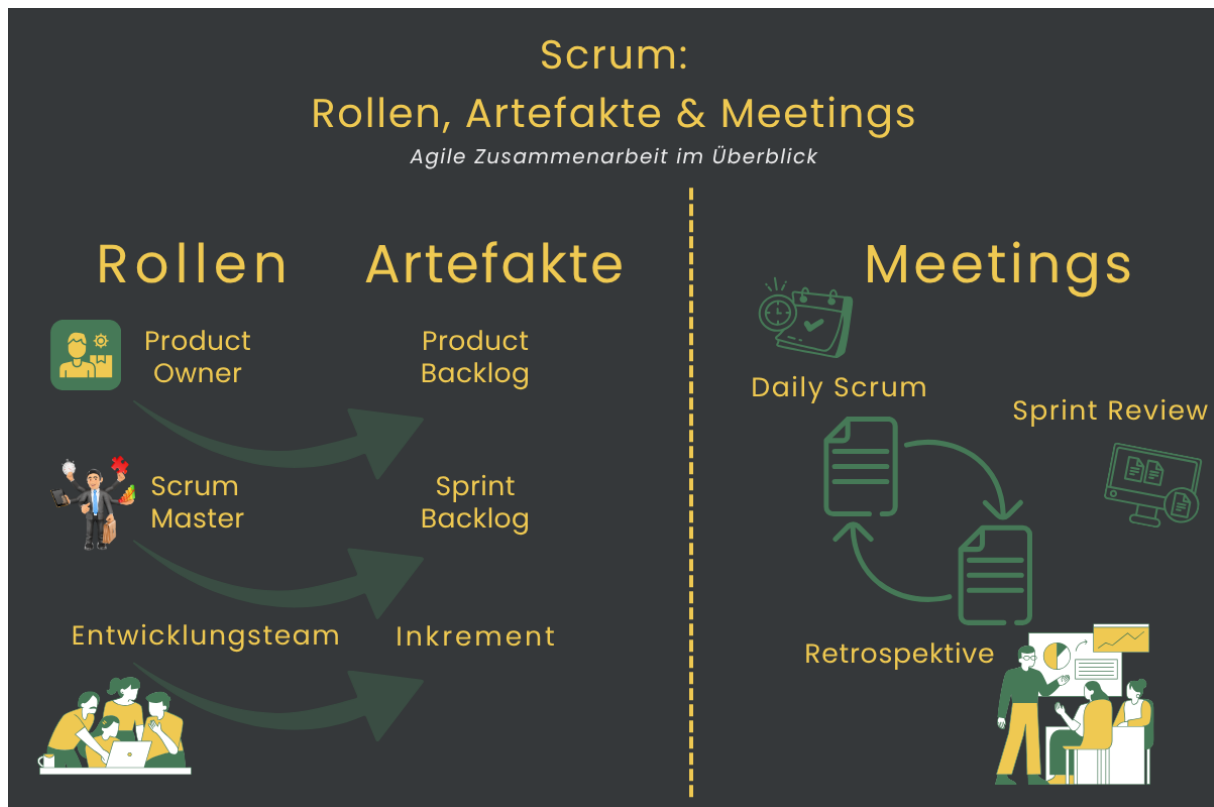 Scrum:
Rollen, Artefakte & Meetings
Agile Zusammenarbeit im Überblick
Rollen
Artefakte
Product
Owner
Product
Backlog
Scrum
Master
Sprint
Backlog
Entwicklungsteam
Inkrement
Meetings
Daily Scrum
Sprint Review
Retrospektive